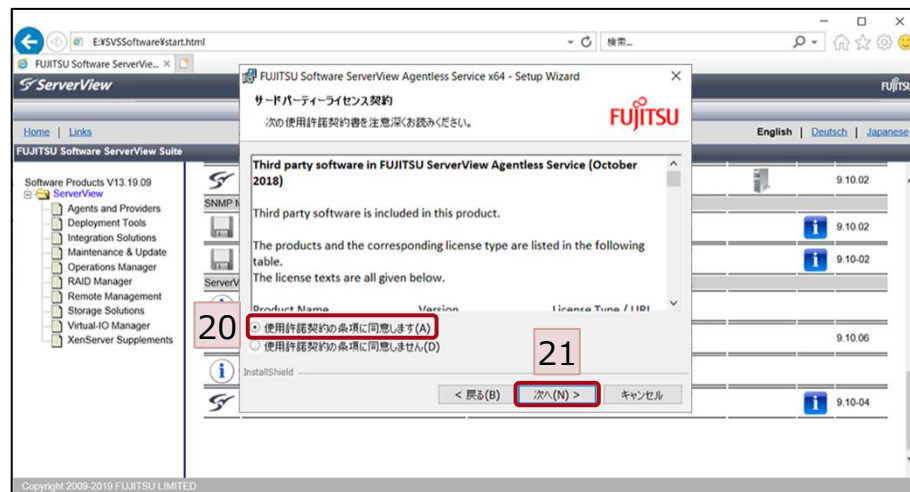 E:¥SVSSoftware¥start.html
検索...
FUJITSU Software ServerVie...
ServerView
FUJITSU
Home | Links
English | Deutsch | Japanese
FUJITSU Software ServerView Suite
Software Products V13.19.09
ServerView
Agents and Providers
Deployment Tools
Integration Solutions
Maintenance & Update
Operations Manager
RAID Manager
Remote Management
Storage Solutions
Virtual-IO Manager
XenServer Supplements
9.10.02
SNMP
9.10.02
9.10-02
ServerV
9.10.06
9.10-04
FUJITSU Software ServerView Agentless Service x64 - Setup Wizard
サードパーティーライセンス契約
次の使用許諾契約書を注意深くお読みください。
FUJITSU
Third party software in FUJITSU ServerView Agentless Service (October
2018)
Third party software is included in this product.
The products and the corresponding license type are listed in the following
table.
The license texts are all given below.
Product Name Version License Type / URL
20
使用許諾契約の条項に同意します(A)
使用許諾契約の条項に同意しません(D)
21
InstallShield
< 戻る(B) 次へ(N) > キャンセル
Copyright 2009-2019 FUJITSU LIMITED